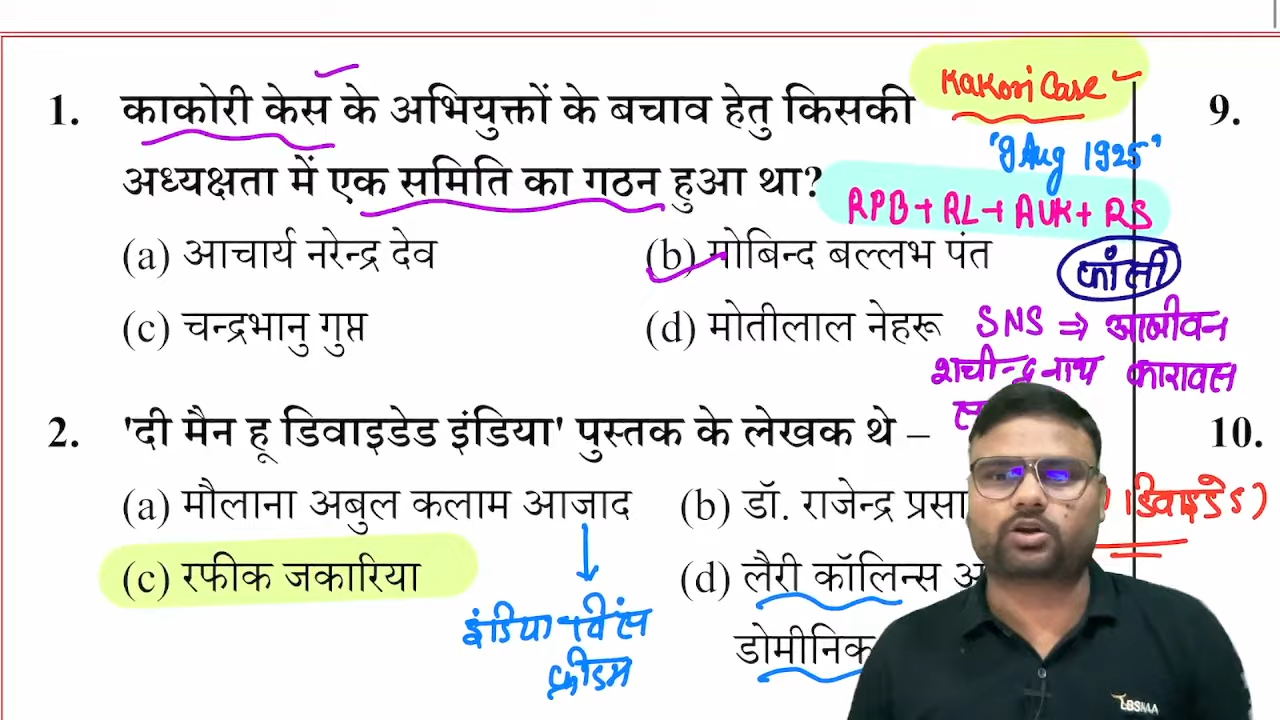 1. काकोरी केस के अभियुक्तों के बचाव हेतु किसकी
अध्यक्षता में एक समिति का गठन हुआ था?
(a) आचार्य नरेन्द्र देव
(b) गोबिन्द बल्लभ पंत
(c) चन्द्रभानु गुप्त
(d) मोतीलाल नेहरू
Kakori Case
"9 Aug 1925"
RPB + RL + AUK + RS
फांसी
SNS ⇒ आजीवन
शचीन्द्र नाथ कारावास
2. 'दी मैन हू डिवाइडेड इंडिया' पुस्तक के लेखक थे –
(a) मौलाना अबुल कलाम आजाद
(b) डॉ. राजेन्द्र
(c) रफीक जकारिया
(d) लैरी कॉलिन्स
डोमीनिक
इंडिया विंस
फ्रीडम
डिवाइडेड)
9.
10.
LBSMA